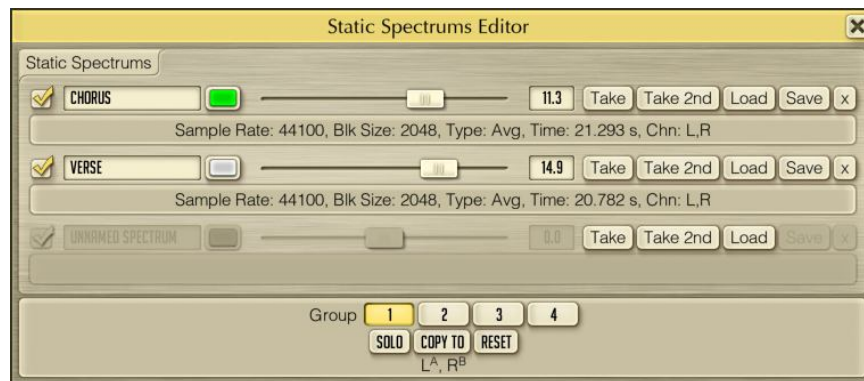 Static Spectrums Editor X
Static Spectrums
CHORUS 11.3 Take Take 2nd Load Save x
Sample Rate: 44100, Blk Size: 2048, Type: Avg, Time: 21.293 s, Chn: L,R
VERSE 14.9 Take Take 2nd Load Save x
Sample Rate: 44100, Blk Size: 2048, Type: Avg, Time: 20.782 s, Chn: L,R
UNNAMED SPECTRUM 0.0 Take Take 2nd Load Save x
Group 1 2 3 4
SOLO COPY TO RESET
Lᴬ, Rᴮ